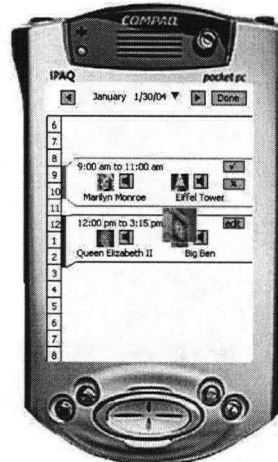 COMPAQ
iPAQ pocket pc
January 1/30/04 Done
6
7
8
9:00 am to 11:00 am
9
10
Marilyn Monroe Eiffel Tower
x
11
12
12:00 pm to 3:15 pm edit
1
2
Queen Elizabeth II Big Ben
3
4
5
6
7
8